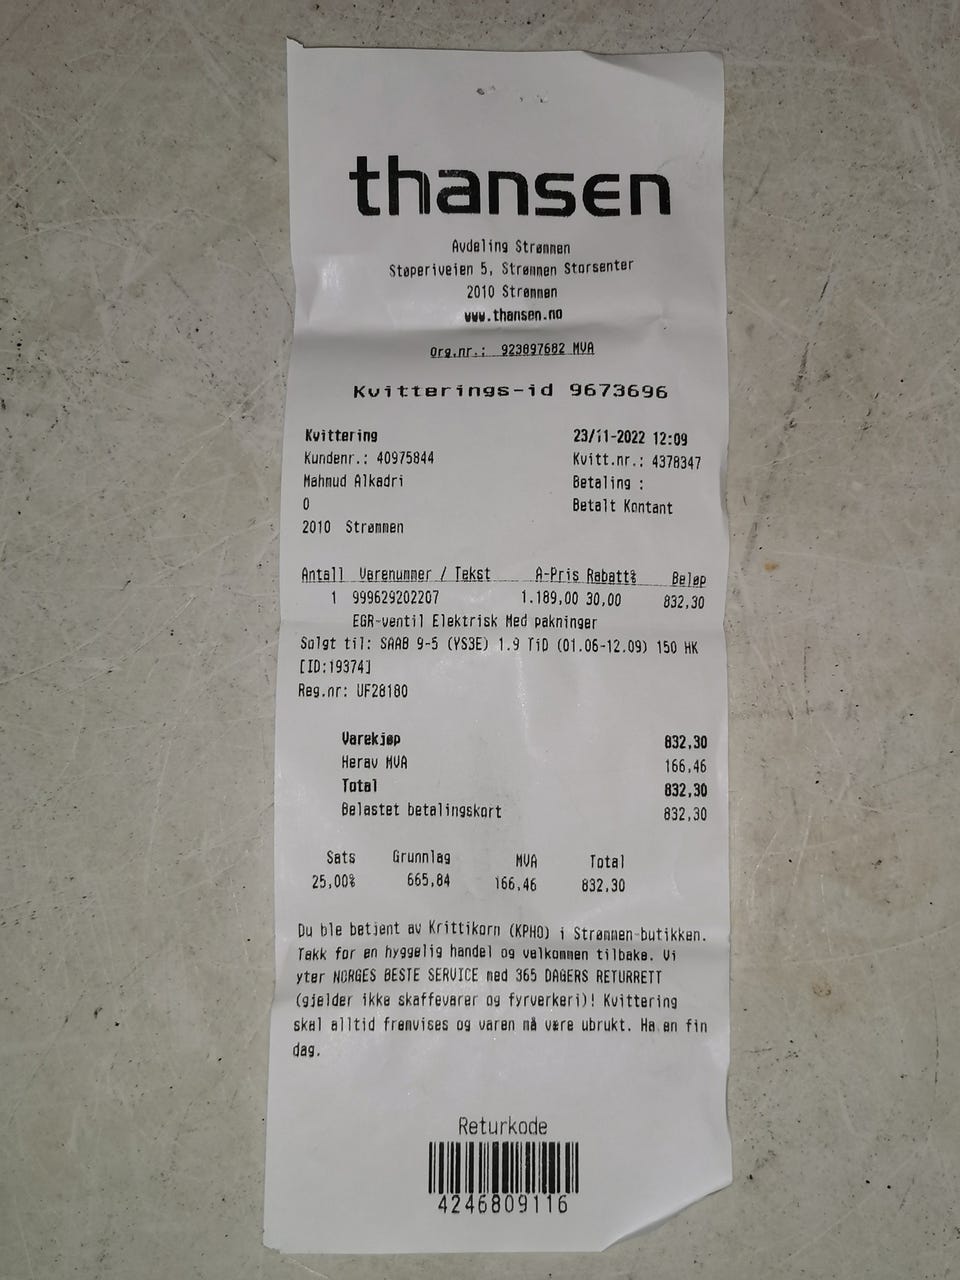 thansen
Avdeling Strømmen
Støperiveien 5, Strømmen Storsenter
2010 Strømmen
www.thansen.no
Org.nr.: 923897682 MVA
Kvitterings-id 9673696
Kvittering 23/11-2022 12:09
Kundenr.: 40975844 Kvitt.nr.: 4378347
Mahmud Alkadri Betaling :
0 Betalt Kontant
2010 Strømmen
Antall Varenummer / Tekst A-Pris Rabatt% Beløp
1 999629202207 1.189,00 30,00 832,30
EGR-ventil Elektrisk Med pakninger
Solgt til: SAAB 9-5 (YS3E) 1.9 TiD (01.06-12.09) 150 HK
[ID:19374]
Reg.nr: UF28180
Varekjøp 832,30
Herav MVA 166,46
Total 832,30
Belastet betalingskort 832,30
Sats Grunnlag MVA Total
25,00% 665,84 166,46 832,30
Du ble betjent av Krittikorn (KPHO) i Strømmen-butikken.
Takk for en hyggelig handel og velkommen tilbake. Vi
yter NORGES BESTE SERVICE med 365 DAGERS RETURRETT
(gjelder ikke skaffevarer og fyrverkeri)! Kvittering
skal alltid fremvises og varen må være ubrukt. Ha en fin
dag.
Returkode
4246809116